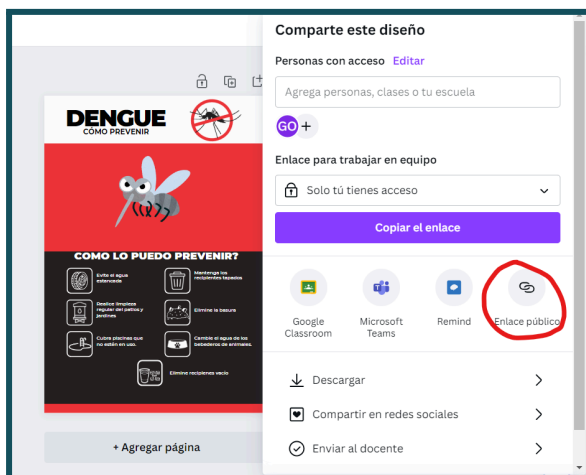 Comparte este diseño
Personas con acceso Editar
Agrega personas, clases o tu escuela
GO +
Enlace para trabajar en equipo
Solo tú tienes acceso
Copiar el enlace
Google
Classroom
Microsoft
Teams
Remind
Enlace público
Descargar
Compartir en redes sociales
Enviar al docente
DENGUE
CÓMO PREVENIR
COMO LO PUEDO PREVENIR?
Evite el agua
estancada
Mantenga los
recipientes tapados
Realice limpieza
regular del patios y
jardines
Elimine la basura
Cubra piscinas que
no estén en uso.
Cambie el agua de los
bebederos de animales.
Elimine recipienes vacío
+ Agregar página